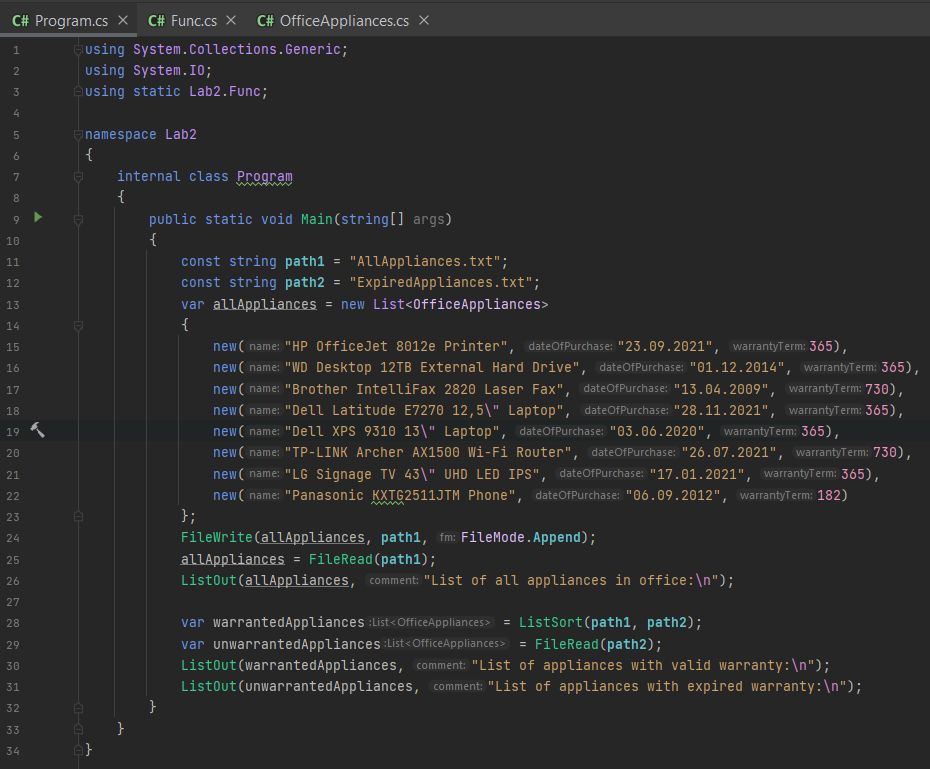 C# Program.cs × C# Func.cs × C# OfficeAppliances.cs ×
1 using System.Collections.Generic;
2 using System.IO;
3 using static Lab2.Func;
4
5 namespace Lab2
6 {
7 internal class Program
8 {
9 public static void Main(string[] args)
10 {
11 const string path1 = "AllAppliances.txt";
12 const string path2 = "ExpiredAppliances.txt";
13 var allAppliances = new List<OfficeAppliances>
14 {
15 new( name: "HP OfficeJet 8012e Printer", dateOfPurchase: "23.09.2021", warrantyTerm: 365),
16 new( name: "WD Desktop 12TB External Hard Drive", dateOfPurchase: "01.12.2014", warrantyTerm: 365),
17 new( name: "Brother IntelliFax 2820 Laser Fax", dateOfPurchase: "13.04.2009", warrantyTerm: 730),
18 new( name: "Dell Latitude E7270 12,5\" Laptop", dateOfPurchase: "28.11.2021", warrantyTerm: 365),
19 new( name: "Dell XPS 9310 13\" Laptop", dateOfPurchase: "03.06.2020", warrantyTerm: 365),
20 new( name: "TP-LINK Archer AX1500 Wi-Fi Router", dateOfPurchase: "26.07.2021", warrantyTerm: 730),
21 new( name: "LG Signage TV 43\" UHD LED IPS", dateOfPurchase: "17.01.2021", warrantyTerm: 365),
22 new( name: "Panasonic KXTG2511JTM Phone", dateOfPurchase: "06.09.2012", warrantyTerm: 182)
23 };
24 FileWrite(allAppliances, path1, fm: FileMode.Append);
25 allAppliances = FileRead(path1);
26 ListOut(allAppliances, comment: "List of all appliances in office:\n");
27
28 var warrantedAppliances :List<OfficeAppliances> = ListSort(path1, path2);
29 var unwarrantedAppliances :List<OfficeAppliances> = FileRead(path2);
30 ListOut(warrantedAppliances, comment: "List of appliances with valid warranty:\n");
31 ListOut(unwarrantedAppliances, comment: "List of appliances with expired warranty:\n");
32 }
33 }
34 }